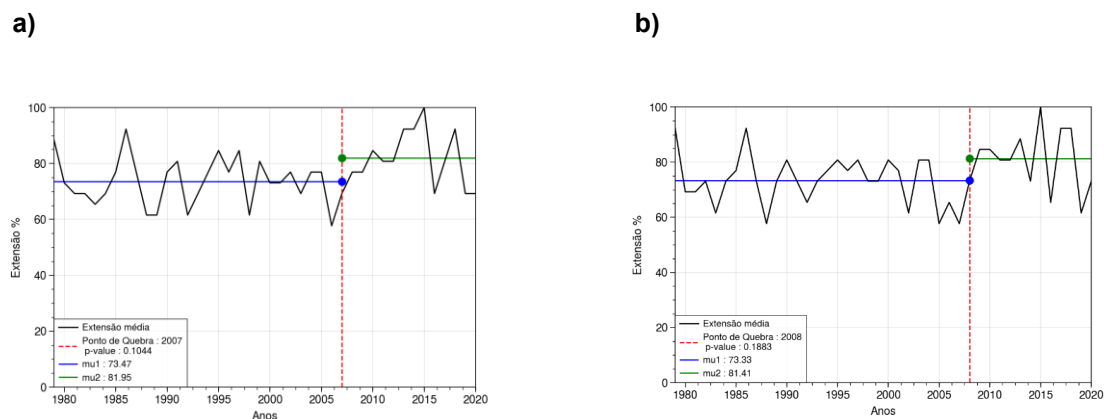 a)
b)
100
80
60
40
20
0
Extensão %
Extensão média
Ponto de Quebra : 2007
p-value : 0.1044
mu1 : 73.47
mu2 : 81.95
1980 1985 1990 1995 2000 2005 2010 2015 2020
Anos
100
80
60
40
20
0
Extensão %
Extensão média
Ponto de Quebra : 2008
p-value : 0.1883
mu1 : 73.33
mu2 : 81.41
1980 1985 1990 1995 2000 2005 2010 2015 2020
Anos